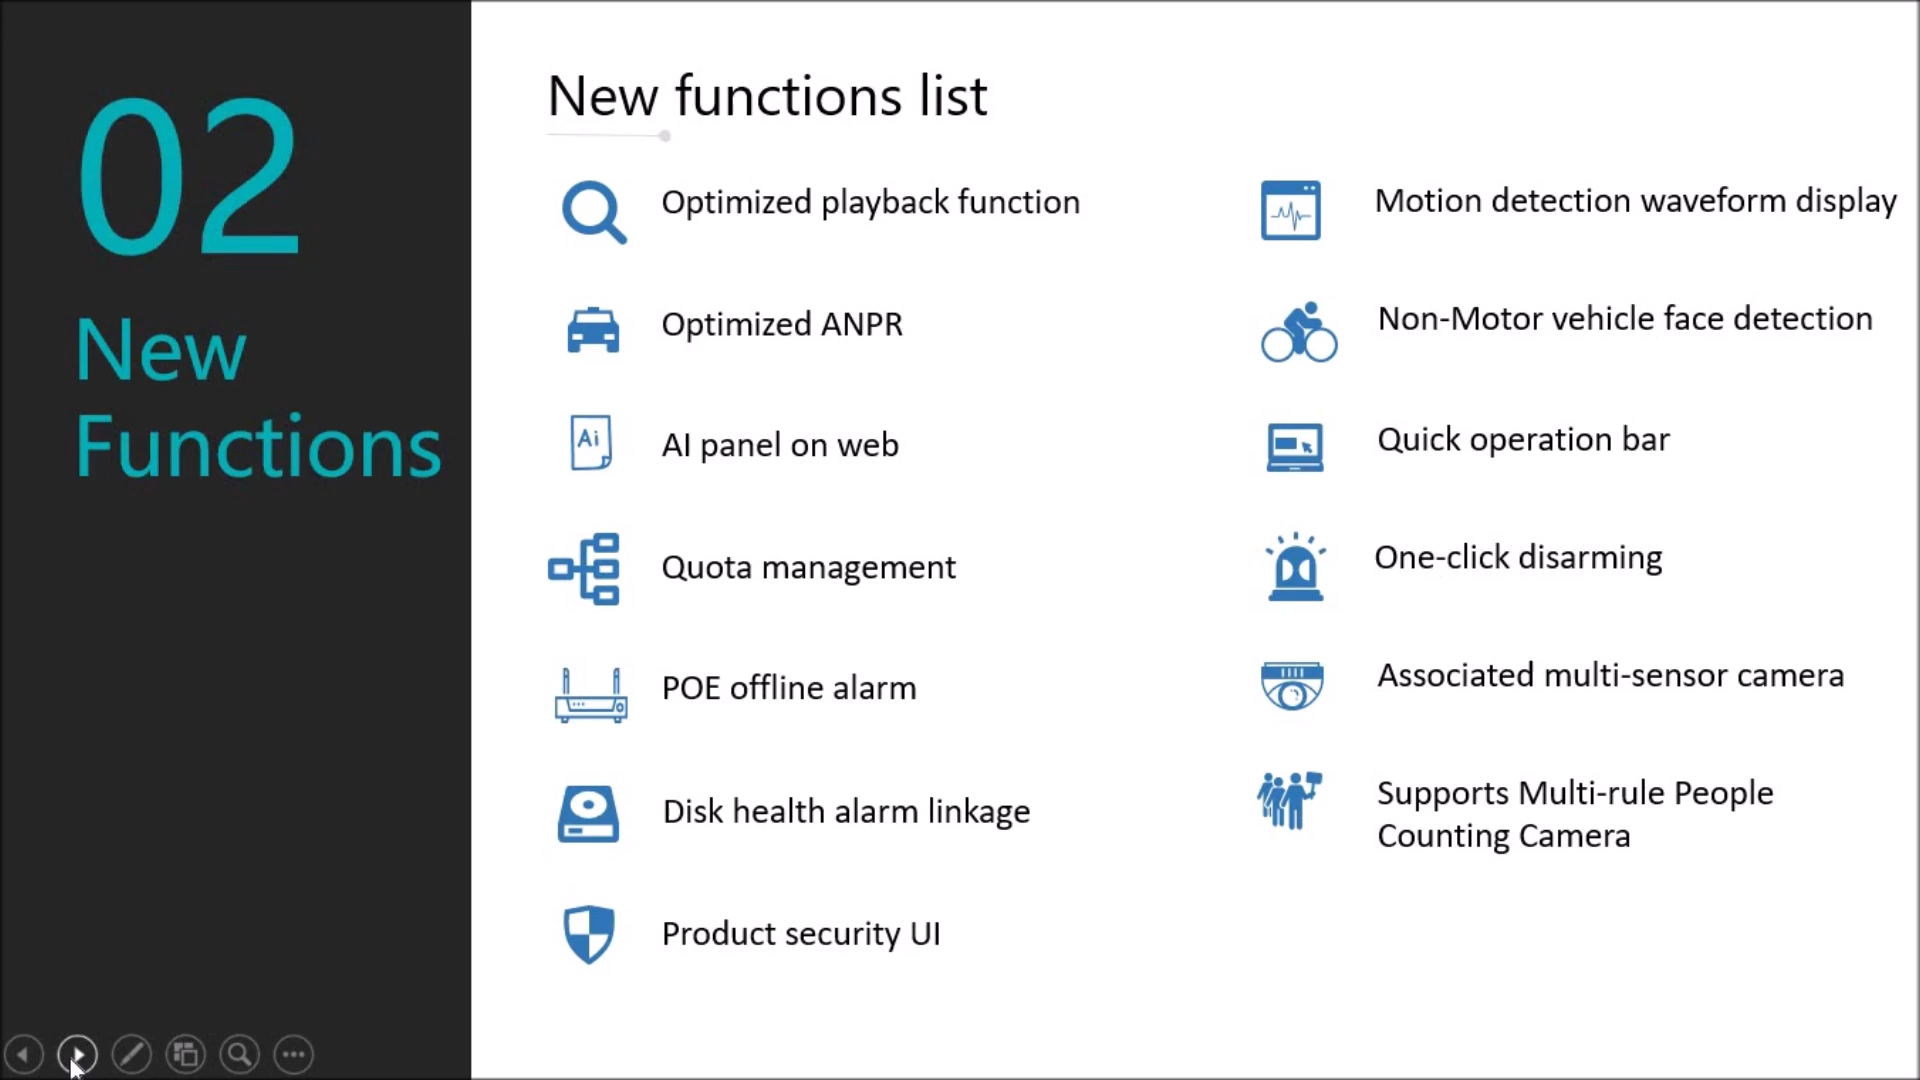 02
New
Functions
New functions list
Optimized playback function
Optimized ANPR
Ai
AI panel on web
Quota management
POE offline alarm
Disk health alarm linkage
Product security UI
Motion detection waveform display
Non-Motor vehicle face detection
Quick operation bar
One-click disarming
Associated multi-sensor camera
Supports Multi-rule People
Counting Camera